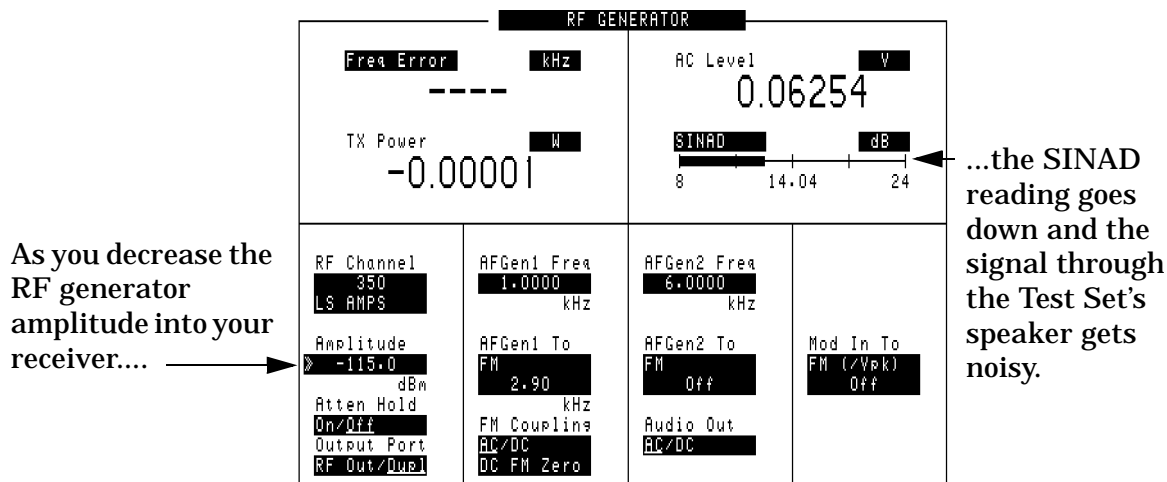 RF GENERATOR
Freq Error kHz
----
TX Power W
-0.00001
AC Level V
0.06254
SINAD dB
8 14.04 24
As you decrease the
RF generator
amplitude into your
receiver....
...the SINAD
reading goes
down and the
signal through
the Test Set's
speaker gets
noisy.
RF Channel
350
LS AMPS
Amplitude
-115.0
dBm
Atten Hold
On/Off
Output Port
RF Out/Dupl
AFGen1 Freq
1.0000
kHz
AFGen1 To
FM
2.90
kHz
FM Coupling
AC/DC
DC FM Zero
AFGen2 Freq
6.0000
kHz
AFGen2 To
FM
Off
Audio Out
AC/DC
Mod In To
FM (/Vpk)
Off